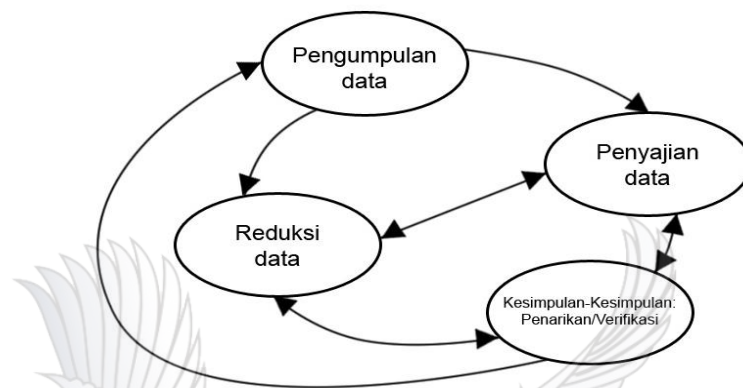 Pengumpulan
data
Penyajian
data
Reduksi
data
Kesimpulan-Kesimpulan:
Penarikan/Verifikasi